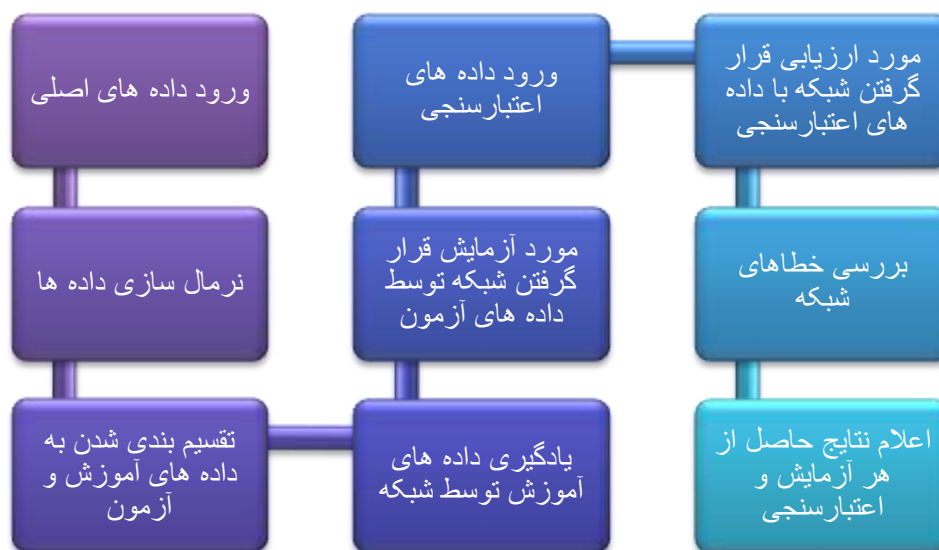 ورود داده های اصلی
نرمال سازی داده ها
تقسیم بندی شدن به
داده های آموزش و
آزمون
یادگیری داده های
آموزش توسط شبکه
مورد آزمایش قرار
گرفتن شبکه توسط
داده های آزمون
ورود داده های
اعتبارسنجی
مورد ارزیابی قرار
گرفتن شبکه با داده
های اعتبارسنجی
بررسی خطاهای
شبکه
اعلام نتایج حاصل از
هر آزمایش و
اعتبارسنجی